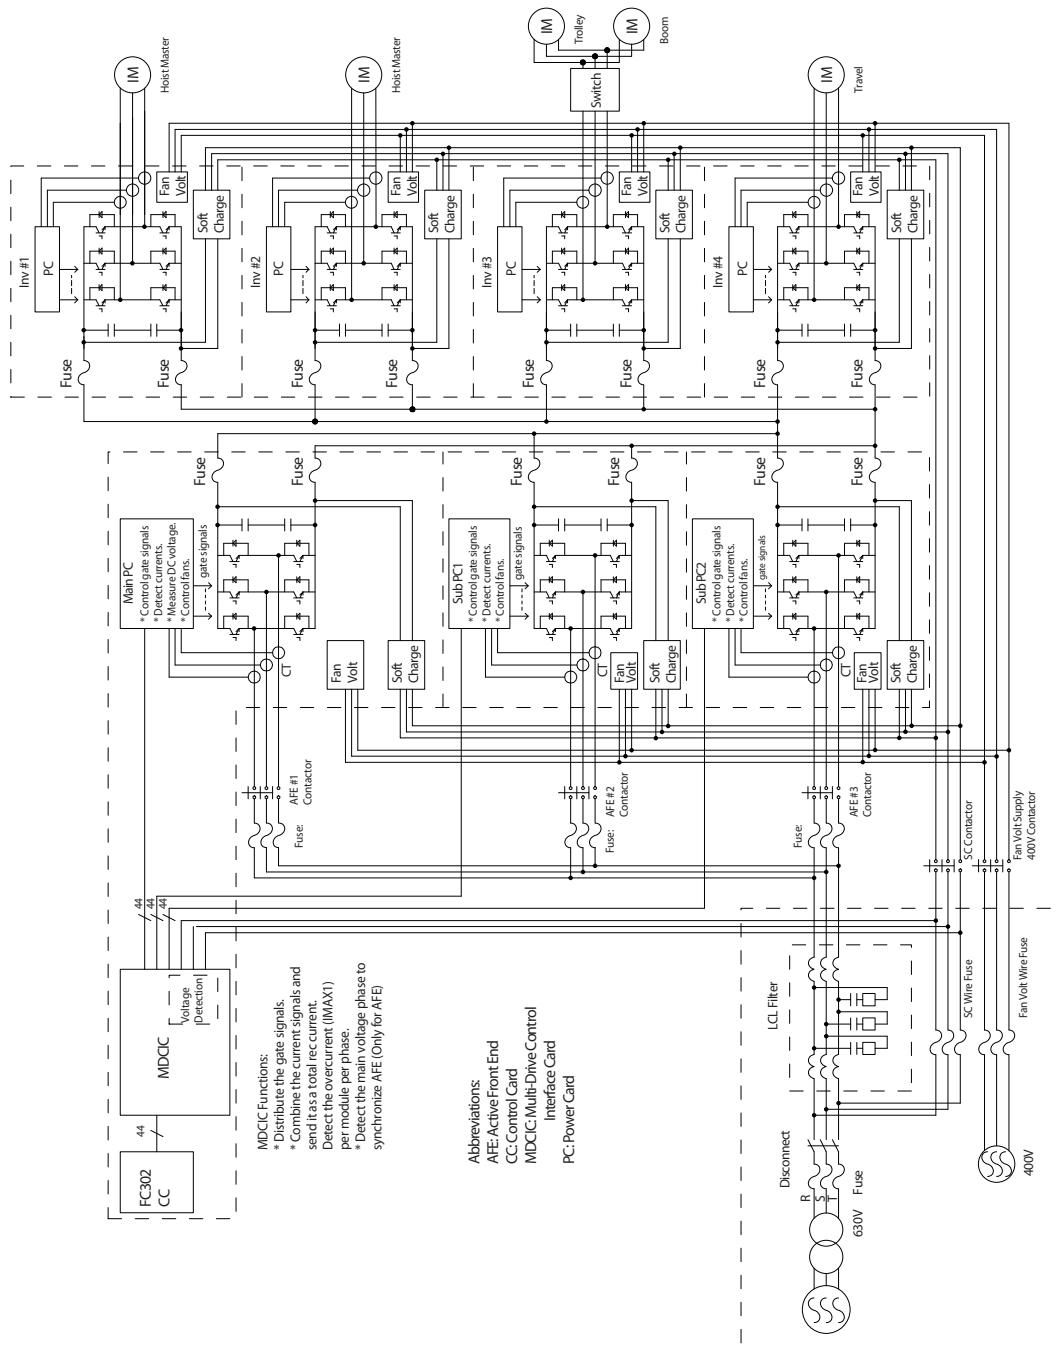 IM
Hoist Master
IM
Hoist Master
IM
Trolley
IM
Boom
Switch
IM
Travel
Inv #1
PC
Fan
Volt
Soft
Charge
Fuse
Fuse
Inv #2
PC
Fan
Volt
Soft
Charge
Fuse
Fuse
Inv #3
PC
Fan
Volt
Soft
Charge
Fuse
Fuse
Inv #4
PC
Fan
Volt
Soft
Charge
Fuse
Fuse
Main PC
* Control gate signals
* Detect currents.
* Measure DC voltage.
* Control fans.
gate signals
Fuse
Fuse
CT
Fan
Volt
Soft
Charge
Sub PC1
* Control gate signals
* Detect currents.
* Control fans.
gate signals
Fuse
Fuse
CT
Fan
Volt
Soft
Charge
Sub PC2
* Control gate signals
* Detect currents.
* Control fans.
gate signals
Fuse
Fuse
CT
Fan
Volt
Soft
Charge
AFE #1
Contactor
Fuse:
AFE #2
Contactor
Fuse:
AFE #3
Contactor
Fuse:
SC Contactor
Fan Volt Supply
400V Contactor
44
44
44
Voltage
Detection
MDCIC
44
FC302
CC
MDCIC Functions:
* Distribute the gate signals.
* Combine the current signals and
send it as a total rec current.
Detect the overcurrent (IMAX1)
per module per phase.
* Detect the main voltage phase to
synchronize AFE (Only for AFE)
Abbreviations:
AFE: Active Front End
CC: Control Card
MDCIC: Multi-Drive Control
Interface Card
PC: Power Card
LCL Filter
SC Wire Fuse
Fan Volt Wire Fuse
Disconnect
R
S
T
Fuse
630V
400V